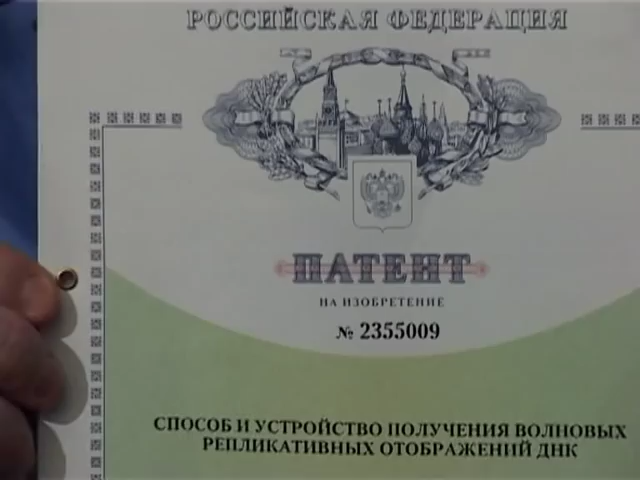 РОССИЙСКАЯ ФЕДЕРАЦИЯ
ПАТЕНТ
НА ИЗОБРЕТЕНИЕ
№ 2355009
СПОСОБ И УСТРОЙСТВО ПОЛУЧЕНИЯ ВОЛНОВЫХ
РЕПЛИКАТИВНЫХ ОТОБРАЖЕНИЙ ДНК